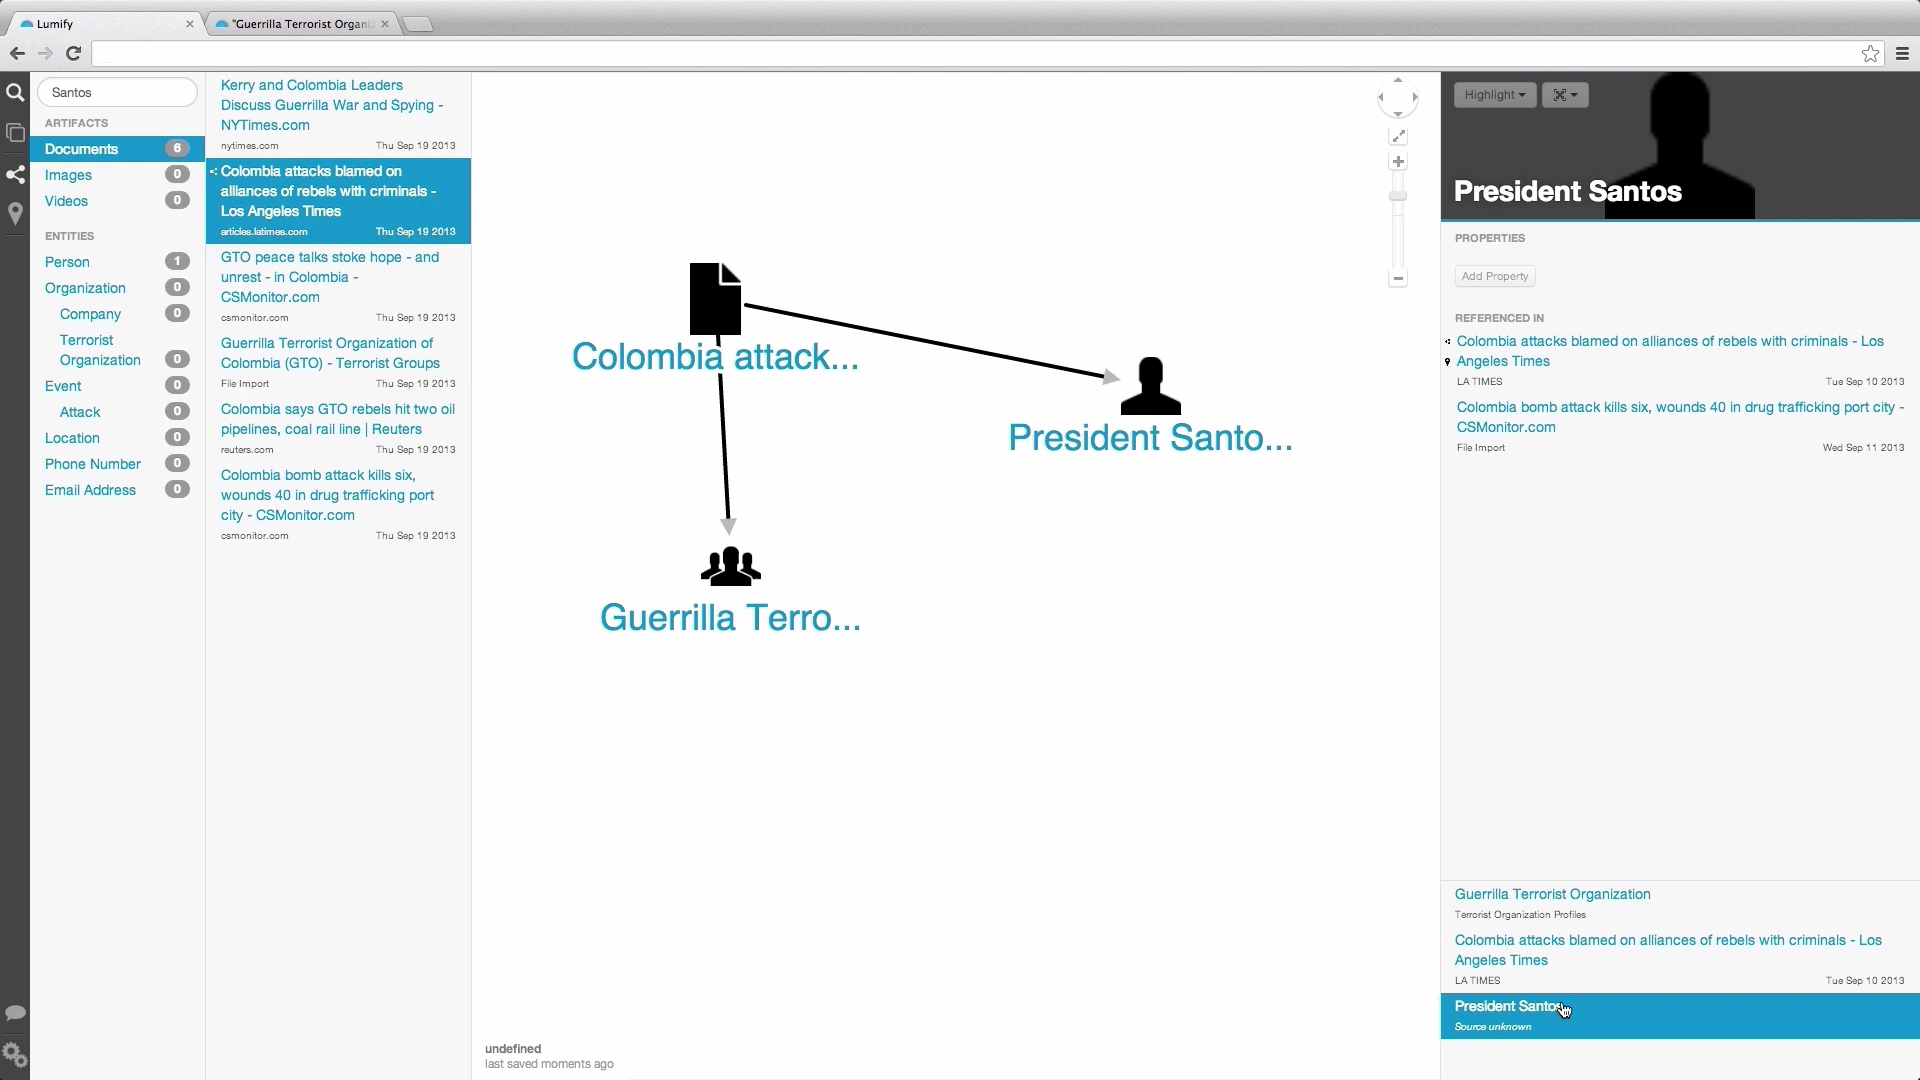 Lumify
"Guerrilla Terrorist Organi
Santos
ARTIFACTS
Documents 6
Images 0
Videos 0
ENTITIES
Person 1
Organization 0
Company 0
Terrorist
Organization 0
Event 0
Attack 0
Location 0
Phone Number 0
Email Address 0
Kerry and Colombia Leaders
Discuss Guerrilla War and Spying -
NYTimes.com
nytimes.com Thu Sep 19 2013
Colombia attacks blamed on
alliances of rebels with criminals -
Los Angeles Times
articles.latimes.com Thu Sep 19 2013
GTO peace talks stoke hope - and
unrest - in Colombia -
CSMonitor.com
csmonitor.com Thu Sep 19 2013
Guerrilla Terrorist Organization of
Colombia (GTO) - Terrorist Groups
File Import Thu Sep 19 2013
Colombia says GTO rebels hit two oil
pipelines, coal rail line | Reuters
reuters.com Thu Sep 19 2013
Colombia bomb attack kills six,
wounds 40 in drug trafficking port
city - CSMonitor.com
csmonitor.com Thu Sep 19 2013
Colombia attack...
President Santo...
Guerrilla Terro...
undefined
last saved moments ago
Highlight
President Santos
PROPERTIES
Add Property
REFERENCED IN
Colombia attacks blamed on alliances of rebels with criminals - Los
Angeles Times
LA TIMES Tue Sep 10 2013
Colombia bomb attack kills six, wounds 40 in drug trafficking port city -
CSMonitor.com
File Import Wed Sep 11 2013
Guerrilla Terrorist Organization
Terrorist Organization Profiles
Colombia attacks blamed on alliances of rebels with criminals - Los
Angeles Times
LA TIMES Tue Sep 10 2013
President Santos
Source unknown